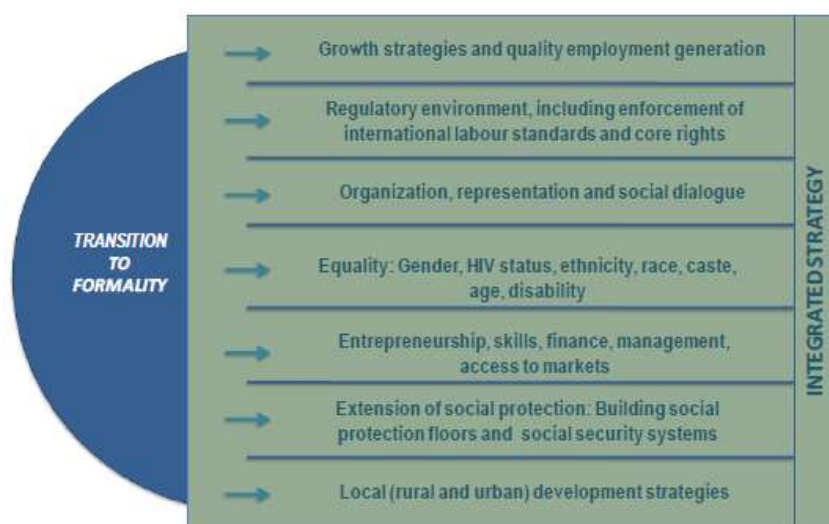 TRANSITION
TO
FORMALITY
Growth strategies and quality employment generation
Regulatory environment, including enforcement of
international labour standards and core rights
Organization, representation and social dialogue
Equality: Gender, HIV status, ethnicity, race, caste,
age, disability
Entrepreneurship, skills, finance, management,
access to markets
Extension of social protection: Building social
protection floors and social security systems
Local (rural and urban) development strategies
INTEGRATED STRATEGY